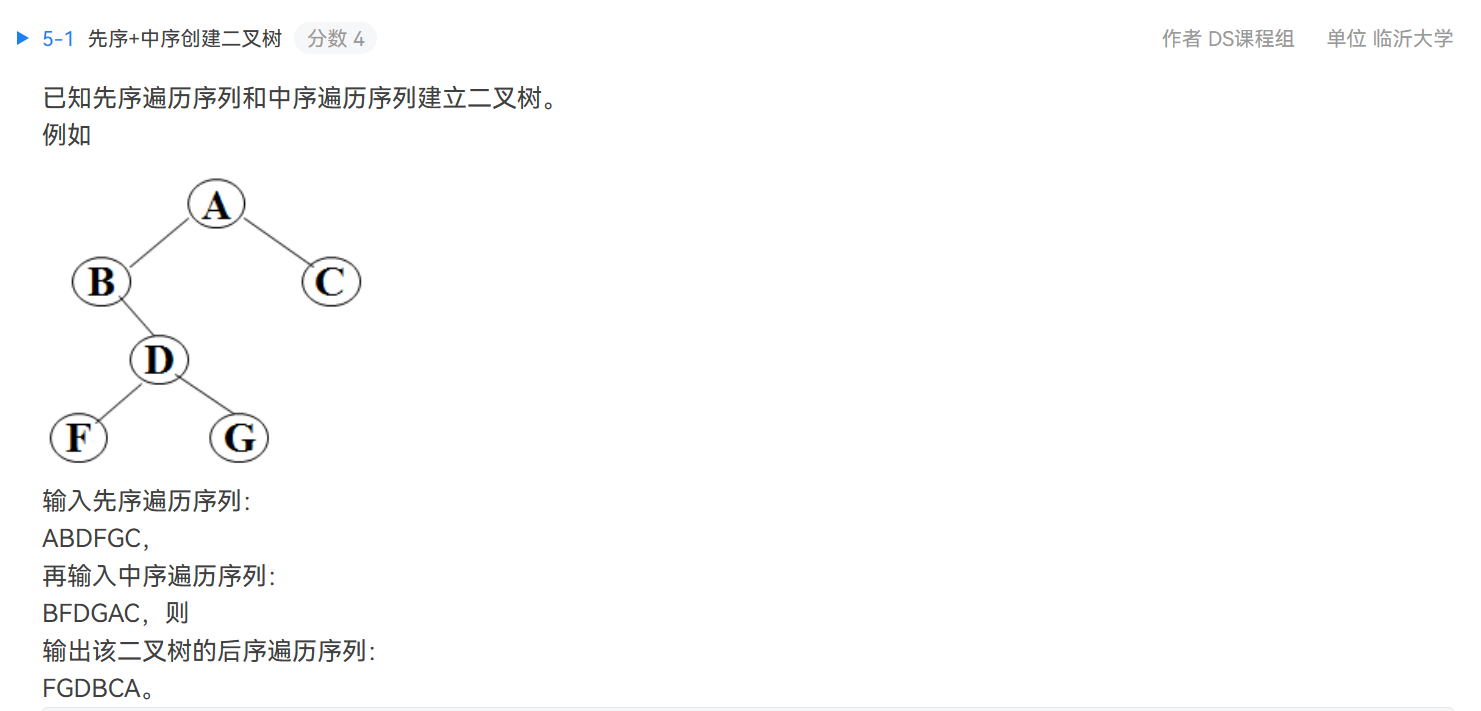 5-1 先序+中序创建二叉树 分数 4 作者 DS课程组 单位 临沂大学
已知先序遍历序列和中序遍历序列建立二叉树。
例如
A
B C
D
F G
输入先序遍历序列：
ABDFGC，
再输入中序遍历序列：
BFDGAC，则
输出该二叉树的后序遍历序列：
FGDBCA。